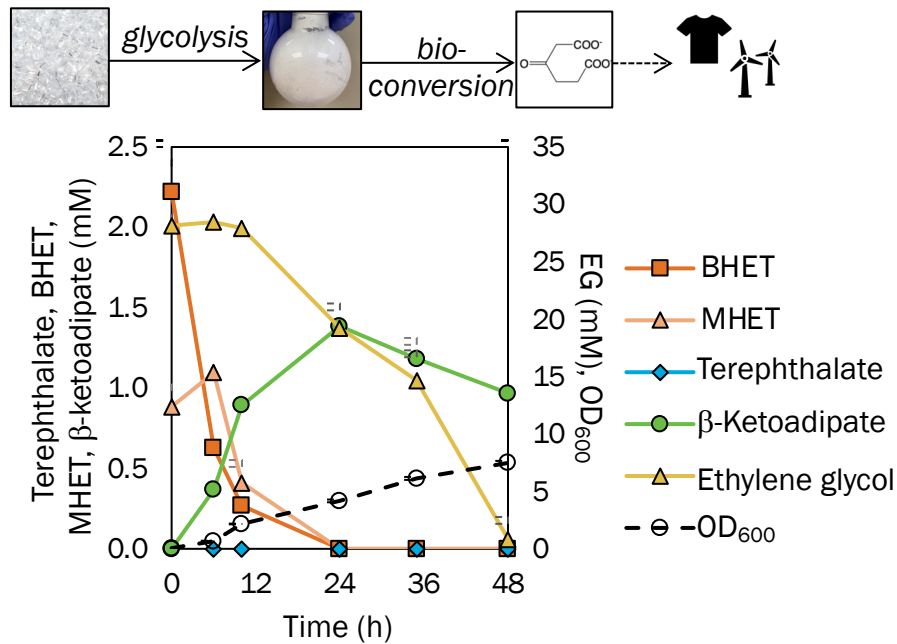 glycolysis
bio-
conversion
COO⁻
O
COO⁻
Terephthalate, BHET,
MHET, β-ketoadipate (mM)
2.5
2.0
1.5
1.0
0.5
0.0
35
30
25
20
15
10
5
0
EG (mM), OD₆₀₀
0
12
24
36
48
Time (h)
BHET
MHET
Terephthalate
β-Ketoadipate
Ethylene glycol
OD₆₀₀